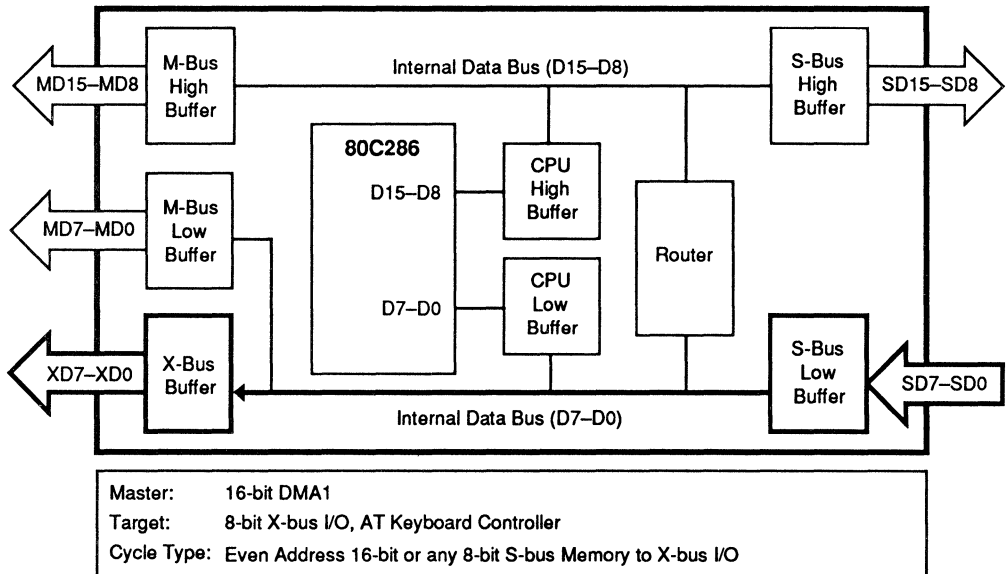 MD15–MD8
M-Bus
High
Buffer
Internal Data Bus (D15–D8)
S-Bus
High
Buffer
SD15–SD8
80C286
D15–D8
CPU
High
Buffer
MD7–MD0
M-Bus
Low
Buffer
Router
D7–D0
CPU
Low
Buffer
XD7–XD0
X-Bus
Buffer
S-Bus
Low
Buffer
SD7–SD0
Internal Data Bus (D7–D0)
Master: 16-bit DMA1
Target: 8-bit X-bus I/O, AT Keyboard Controller
Cycle Type: Even Address 16-bit or any 8-bit S-bus Memory to X-bus I/O